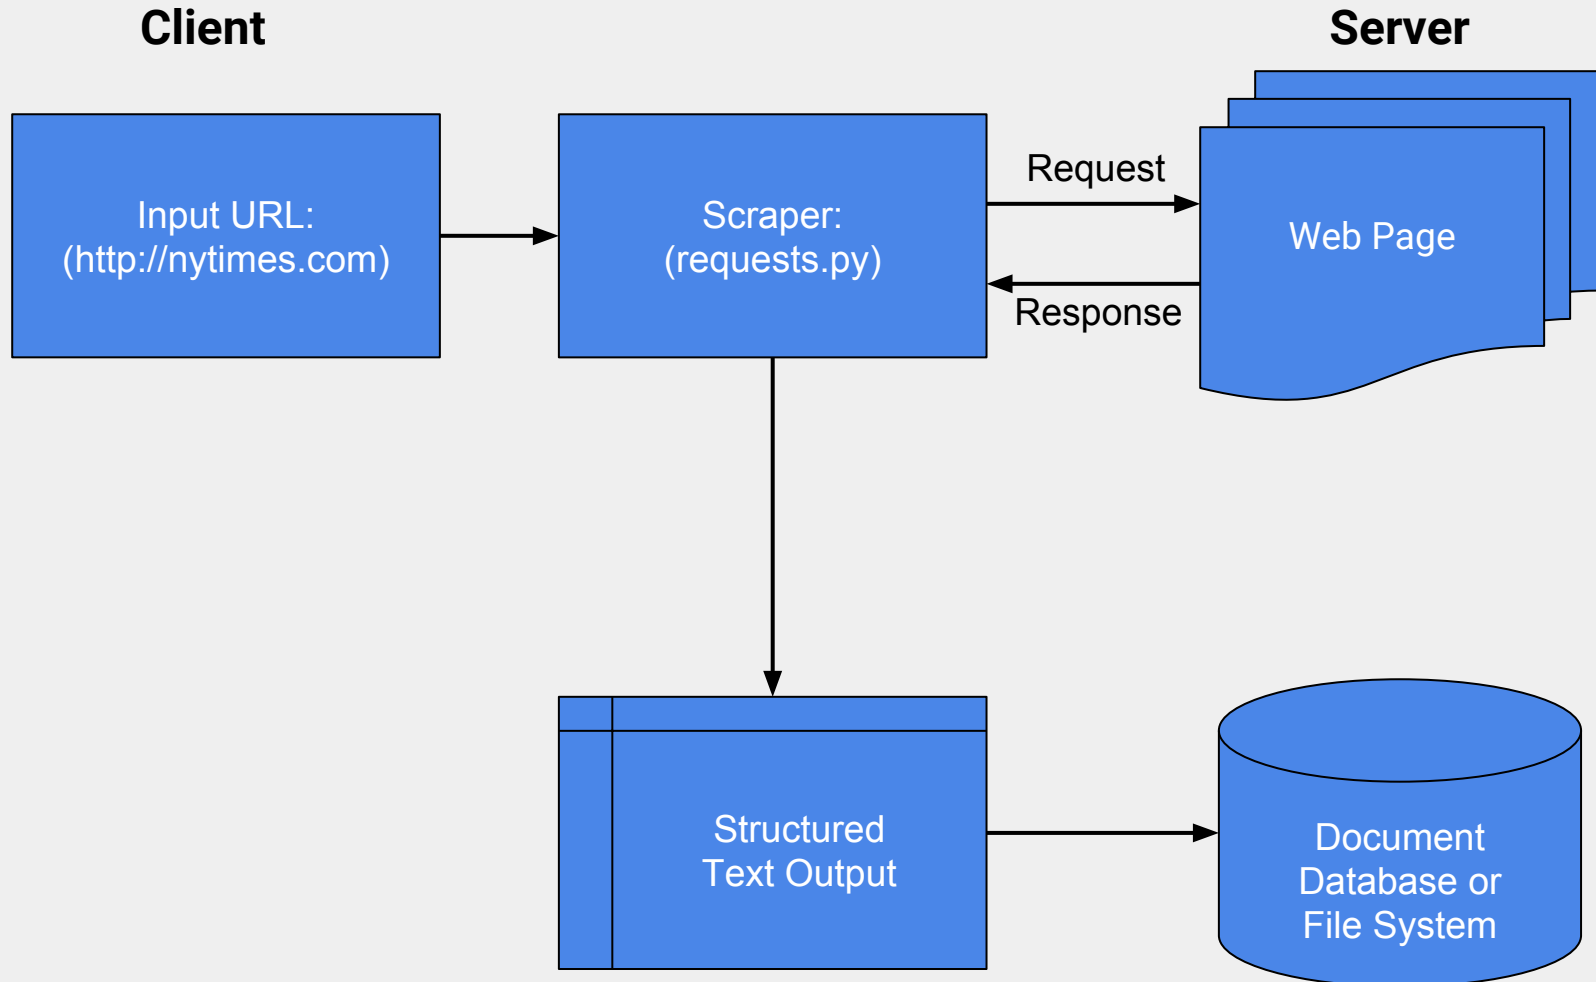 Client
Server
Input URL:
(http://nytimes.com)
Scraper:
(requests.py)
Request
Response
Web Page
Structured
Text Output
Document
Database or
File System